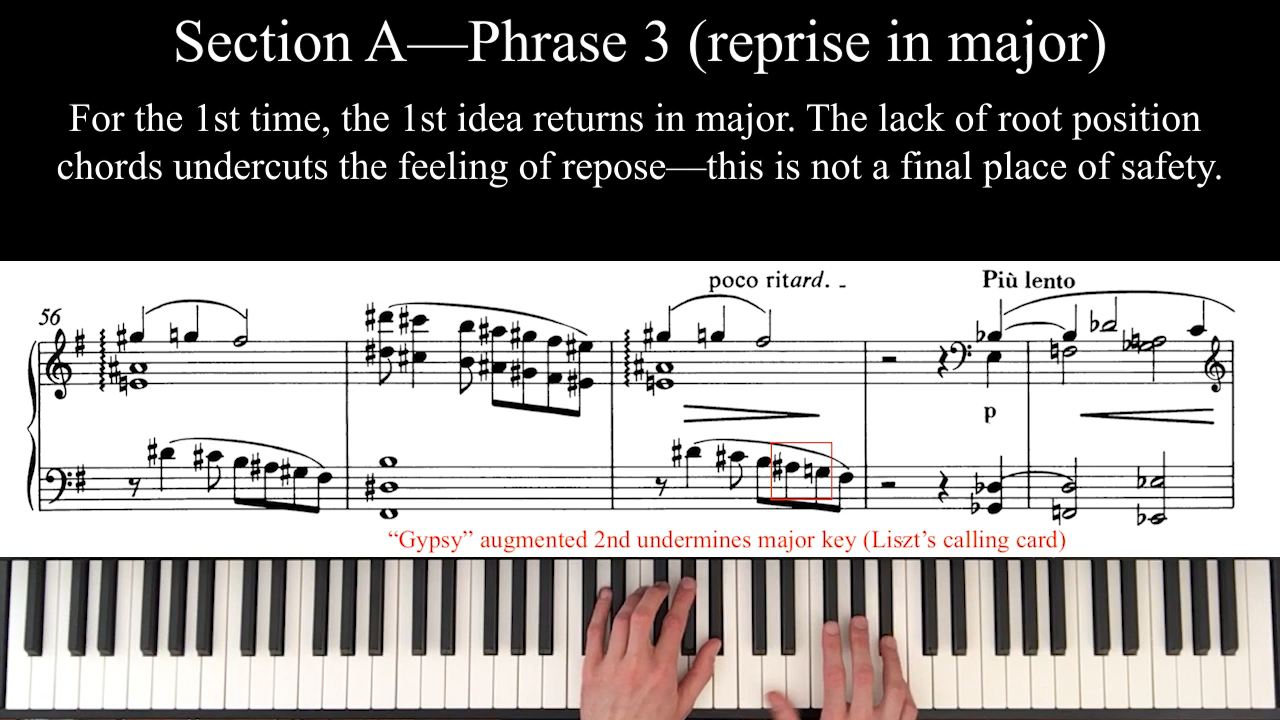 Section A—Phrase 3 (reprise in major)
For the 1st time, the 1st idea returns in major. The lack of root position
chords undercuts the feeling of repose—this is not a final place of safety.
poco ritard. -
Più lento
56
p
“Gypsy” augmented 2nd undermines major key (Liszt’s calling card)